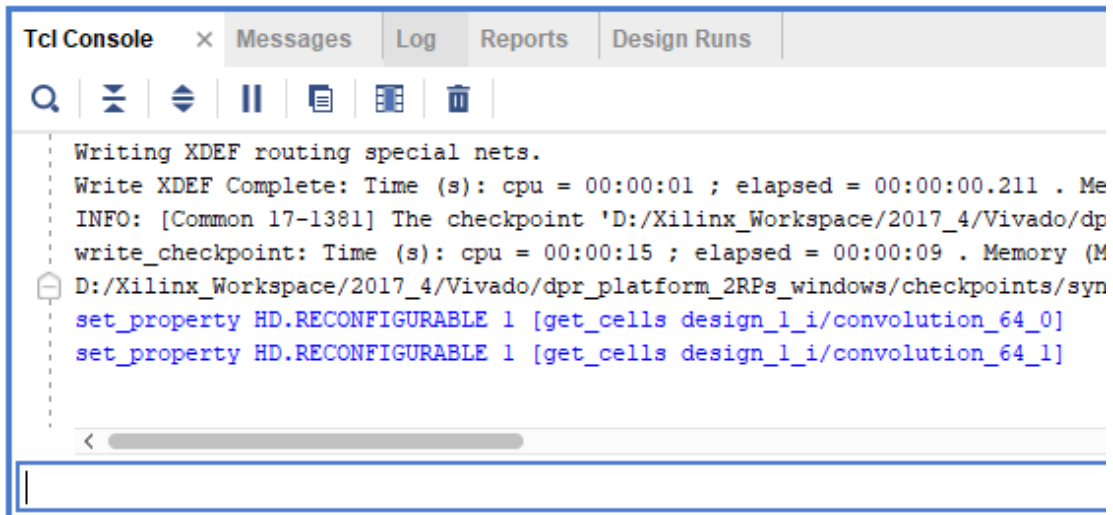 Tcl Console × Messages Log Reports Design Runs
Writing XDEF routing special nets.
Write XDEF Complete: Time (s): cpu = 00:00:01 ; elapsed = 00:00:00.211 . Me
INFO: [Common 17-1381] The checkpoint 'D:/Xilinx_Workspace/2017_4/Vivado/dp
write_checkpoint: Time (s): cpu = 00:00:15 ; elapsed = 00:00:09 . Memory (M
D:/Xilinx_Workspace/2017_4/Vivado/dpr_platform_2RPs_windows/checkpoints/syn
set_property HD.RECONFIGURABLE 1 [get_cells design_1_i/convolution_64_0]
set_property HD.RECONFIGURABLE 1 [get_cells design_1_i/convolution_64_1]